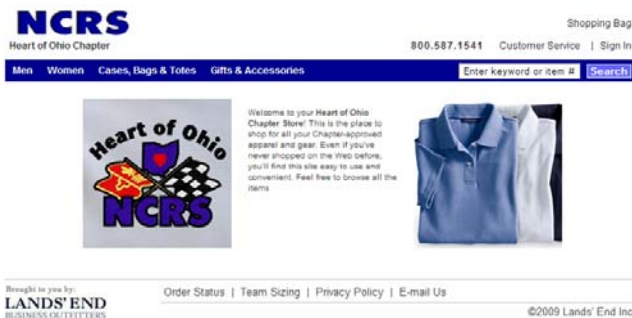 NCRS
Shopping Bag
Heart of Ohio Chapter
800.587.1541 Customer Service | Sign In
Men Women Cases, Bags & Totes Gifts & Accessories Enter keyword or item # Search
Heart of Ohio
NCRS
Welcome to your Heart of Ohio
Chapter Store! This is the place to
shop for all your Chapter-approved
apparel and gear. Even if you've
never shopped on the Web before,
you'll find this site easy to use and
convenient. Feel free to browse all the
items
Brought to you by:
LANDS' END
BUSINESS OUTFITTERS
Order Status | Team Sizing | Privacy Policy | E-mail Us
©2009 Lands' End Inc